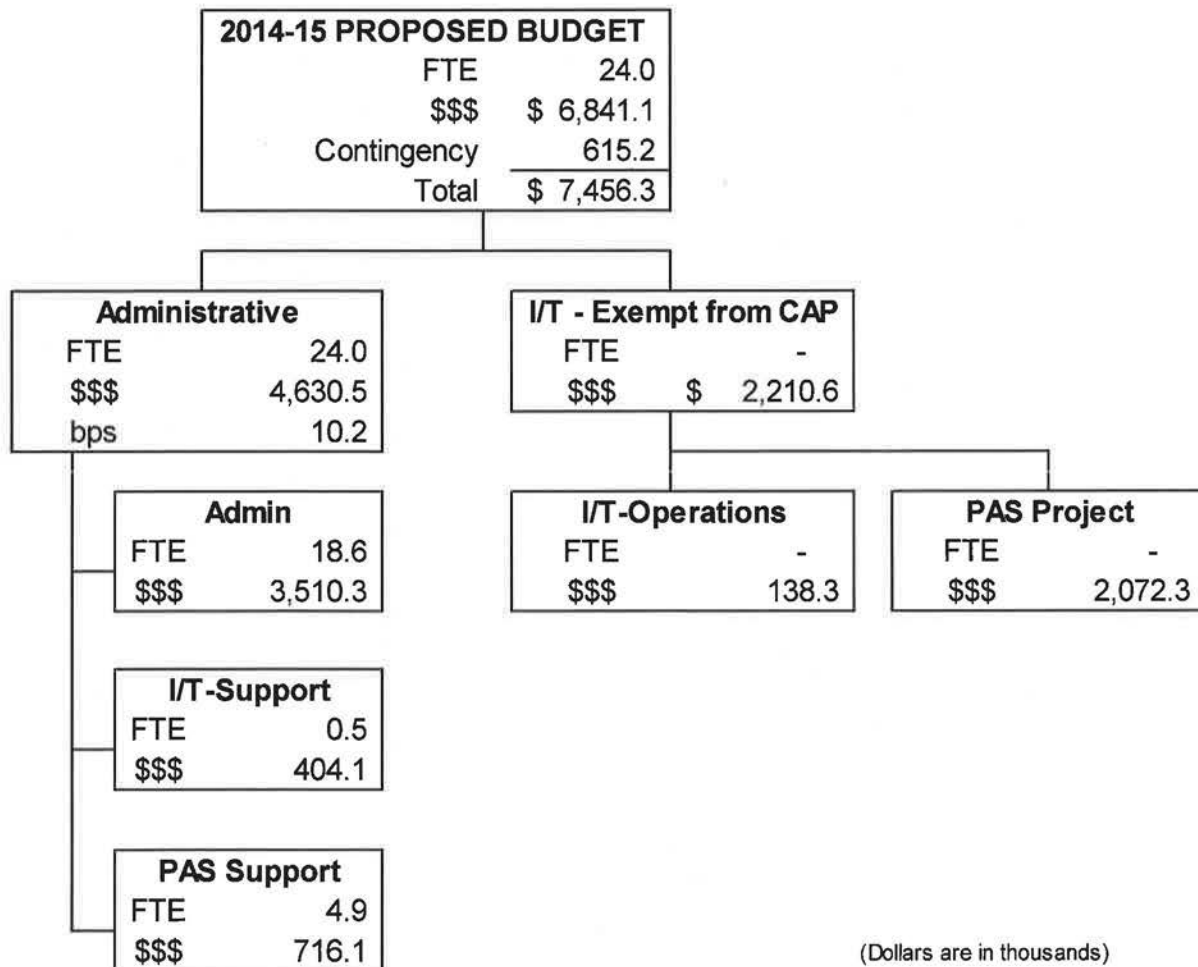 2014-15 PROPOSED BUDGET
FTE 24.0
$$$ $ 6,841.1
Contingency 615.2
Total $ 7,456.3
Administrative
FTE 24.0
$$$ 4,630.5
bps 10.2
I/T - Exempt from CAP
FTE -
$$$ $ 2,210.6
Admin
FTE 18.6
$$$ 3,510.3
I/T-Operations
FTE -
$$$ 138.3
PAS Project
FTE -
$$$ 2,072.3
I/T-Support
FTE 0.5
$$$ 404.1
PAS Support
FTE 4.9
$$$ 716.1
(Dollars are in thousands)